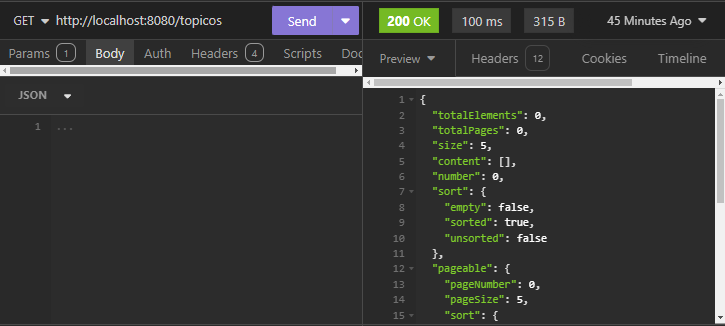 GET http://localhost:8080/topicos Send
Params 1 Body Auth Headers 4 Scripts Doc
JSON
1 ...
200 OK 100 ms 315 B 45 Minutes Ago
Preview Headers 12 Cookies Timeline
1 {
2 "totalElements": 0,
3 "totalPages": 0,
4 "size": 5,
5 "content": [],
6 "number": 0,
7 "sort": {
8 "empty": false,
9 "sorted": true,
10 "unsorted": false
11 },
12 "pageable": {
13 "pageNumber": 0,
14 "pageSize": 5,
15 "sort": {